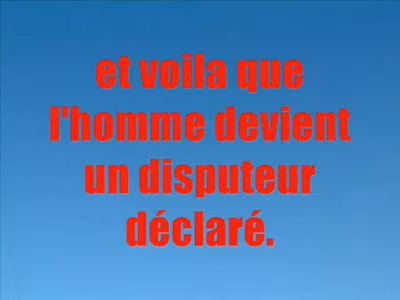 et voila que
l'homme devient
un disputeur
déclaré.